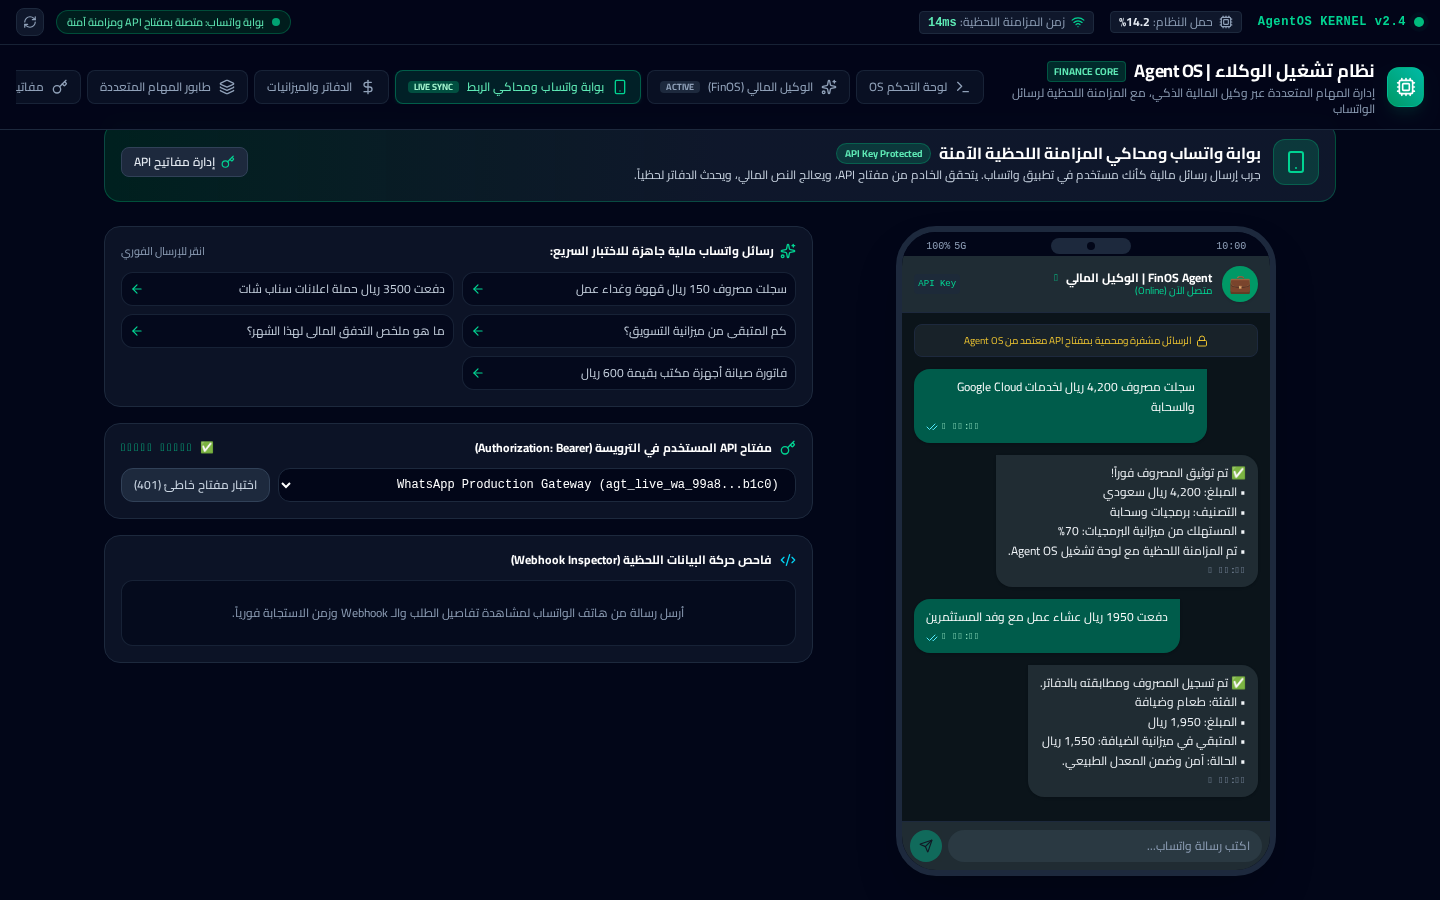 AgentOS KERNEL v2.4
حمل النظام: 14.2%
زمن المزامنة اللحظية: 14ms
بوابة واتساب: متصلة بمفتاح API ومزامنة آمنة
نظام تشغيل الوكلاء | Agent OS
FINANCE CORE
إدارة المهام المتعددة عبر وكيل المالية الذكي، مع المزامنة اللحظية لرسائل
الواتساب
لوحة التحكم OS
الوكيل المالي (FinOS) ACTIVE
بوابة واتساب ومحاكي الربط LIVE SYNC
الدفاتر والميزانيات
طابور المهام المتعددة
مفاتي
بوابة واتساب ومحاكي المزامنة اللحظية الآمنة API Key Protected
جرب إرسال رسائل مالية كأنك مستخدم في تطبيق واتساب. يتحقق الخادم من مفتاح API، ويعالج النص المالي، ويحدث الدفاتر لحظياً.
إدارة مفاتيح API
10:00
100% 5G
FinOS Agent | الوكيل المالي
متصل الآن (Online)
API Key
الرسائل مشفرة ومحمية بمفتاح API معتمد من Agent OS
سجلت مصروف 4,200 ريال لخدمات Google Cloud
والسحابة
✅ تم توثيق المصروف فوراً!
• المبلغ: 4,200 ريال سعودي
• التصنيف: برمجيات وسحابة
• المستهلك من ميزانية البرمجيات: 70%
• تم المزامنة اللحظية مع لوحة تشغيل Agent OS.
دفعت 1950 ريال عشاء عمل مع وفد المستثمرين
✅ تم تسجيل المصروف ومطابقته بالدفاتر.
• الفئة: طعام وضيافة
• المبلغ: 1,950 ريال
• المتبقي في ميزانية الضيافة: 1,550 ريال
• الحالة: آمن وضمن المعدل الطبيعي.
اكتب رسالة واتساب...
رسائل واتساب مالية جاهزة للاختبار السريع:
انقر للإرسال الفوري
سجلت مصروف 150 ريال قهوة وغداء عمل
دفعت 3500 ريال حملة اعلانات سناب شات
كم المتبقي من ميزانية التسويق؟
ما هو ملخص التدفق المالي لهذا الشهر؟
فاتورة صيانة أجهزة مكتب بقيمة 600 ريال
مفتاح API المستخدم في الترويسة (Authorization: Bearer)
✅
WhatsApp Production Gateway (agt_live_wa_99a8...b1c0)
اختبار مفتاح خاطئ (401)
فاحص حركة البيانات اللحظية (Webhook Inspector)
أرسل رسالة من هاتف الواتساب لمشاهدة تفاصيل الطلب والـ Webhook وزمن الاستجابة فورياً.